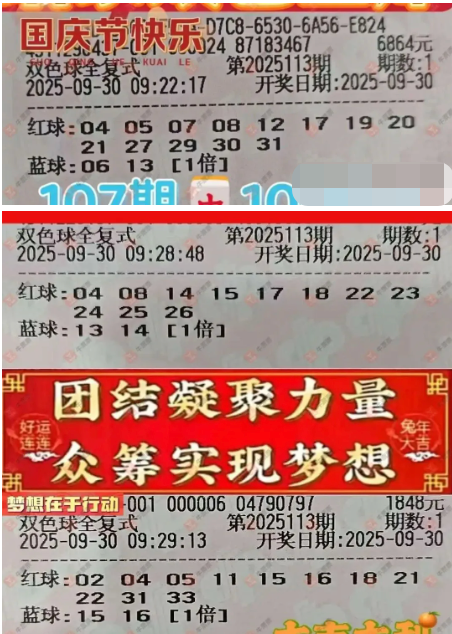 国庆节快乐
D7C8-6530-6A56-E824
24 87183467 6864元
双色球全复式 第2025113期 期数:1
2025-09-30 09:22:17 开奖日期:2025-09-30
红球:04 05 07 08 12 17 19 20
21 27 29 30 31
蓝球:06 13 [1倍]
107期
双色球全复式 第2025113期 期数:1
2025-09-30 09:28:48 开奖日期:2025-09-30
红球:04 08 14 15 17 18 22 23
24 25 26
蓝球:13 14 [1倍]
团结凝聚力量
好运连连
兔年大吉
众筹实现梦想
梦想在于行动
-001 000006 04790797 1848元
双色球全复式 第2025113期 期数:1
2025-09-30 09:29:13 开奖日期:2025-09-30
红球:02 04 05 11 15 16 18 21
22 31 33
蓝球:15 16 [1倍]